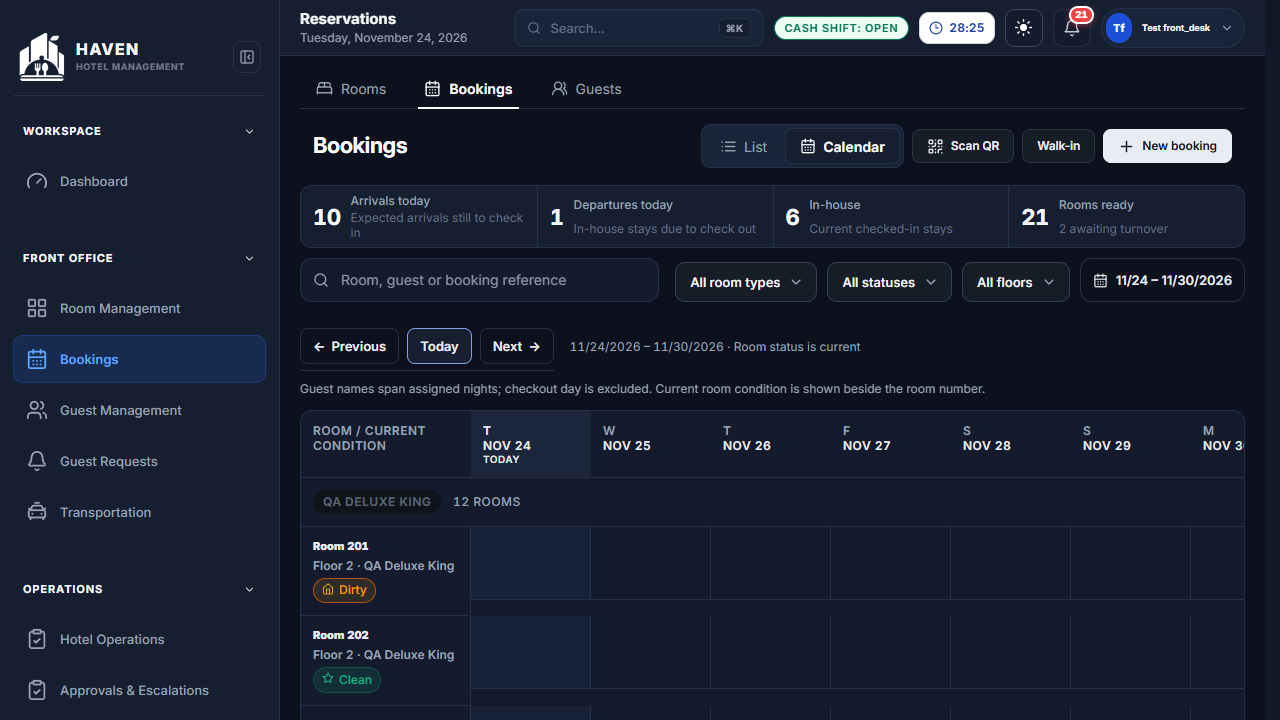 HAVEN
HOTEL MANAGEMENT
WORKSPACE
Dashboard
FRONT OFFICE
Room Management
Bookings
Guest Management
Guest Requests
Transportation
OPERATIONS
Hotel Operations
Approvals & Escalations
Reservations
Tuesday, November 24, 2026
Search...
⌘K
CASH SHIFT: OPEN
28:25
21
Tf
Test front_desk
Rooms
Bookings
Guests
Bookings
List
Calendar
Scan QR
Walk-in
New booking
10
Arrivals today
Expected arrivals still to check
in
1
Departures today
In-house stays due to check out
6
In-house
Current checked-in stays
21
Rooms ready
2 awaiting turnover
Room, guest or booking reference
All room types
All statuses
All floors
11/24 – 11/30/2026
← Previous
Today
Next →
11/24/2026 – 11/30/2026 · Room status is current
Guest names span assigned nights; checkout day is excluded. Current room condition is shown beside the room number.
ROOM / CURRENT
CONDITION
T
NOV 24
TODAY
W
NOV 25
T
NOV 26
F
NOV 27
S
NOV 28
S
NOV 29
M
NOV 30
QA DELUXE KING
12 ROOMS
Room 201
Floor 2 · QA Deluxe King
Dirty
Room 202
Floor 2 · QA Deluxe King
Clean